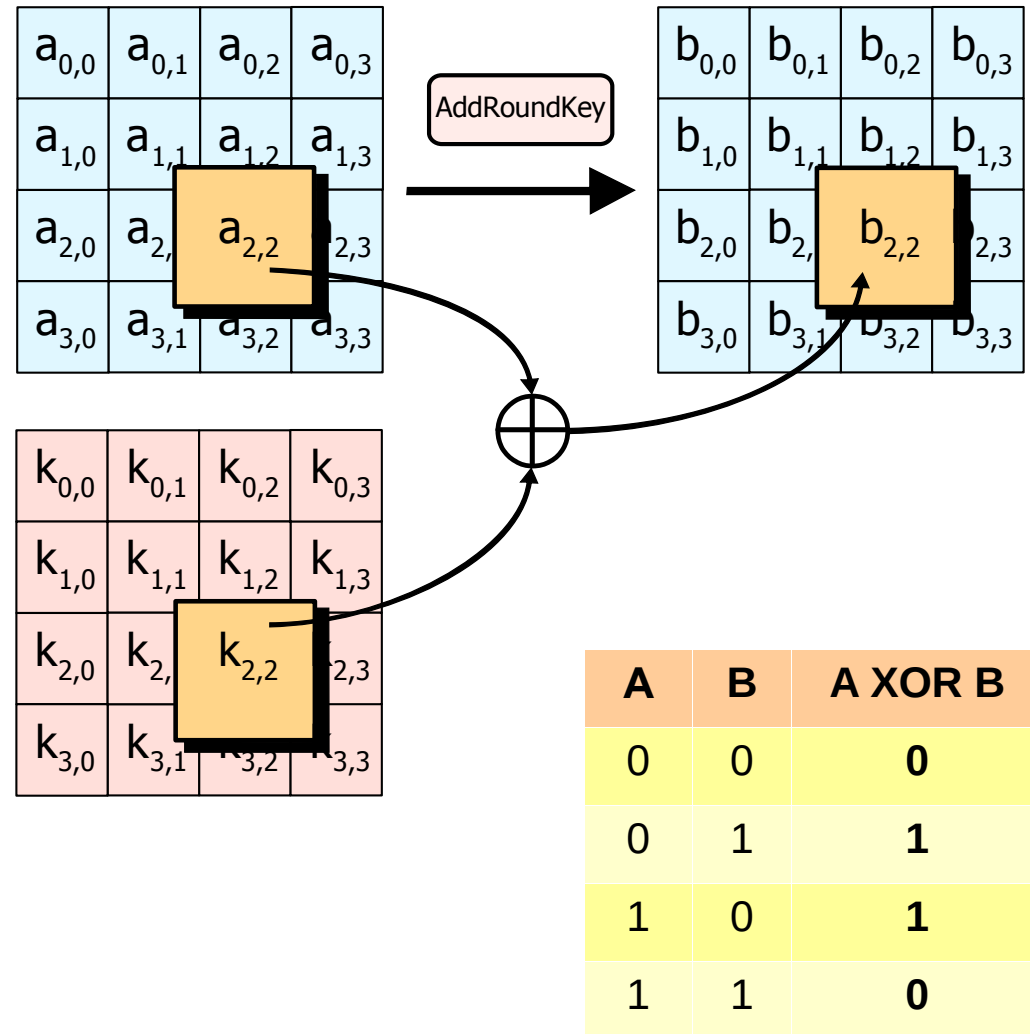 a0,0 a0,1 a0,2 a0,3
a1,0 a1,1 a1,2 a1,3
a2,0 a2, a2,2 2,3
a3,0 a3,1 a3,2 a3,3
AddRoundKey
b0,0 b0,1 b0,2 b0,3
b1,0 b1,1 b1,2 b1,3
b2,0 b2, b2,2 b2,3
b3,0 b3,1 b3,2 b3,3
k0,0 k0,1 k0,2 k0,3
k1,0 k1,1 k1,2 k1,3
k2,0 k2, k2,2 k2,3
k3,0 k3,1 k3,2 k3,3
A B A XOR B
0 0 0
0 1 1
1 0 1
1 1 0